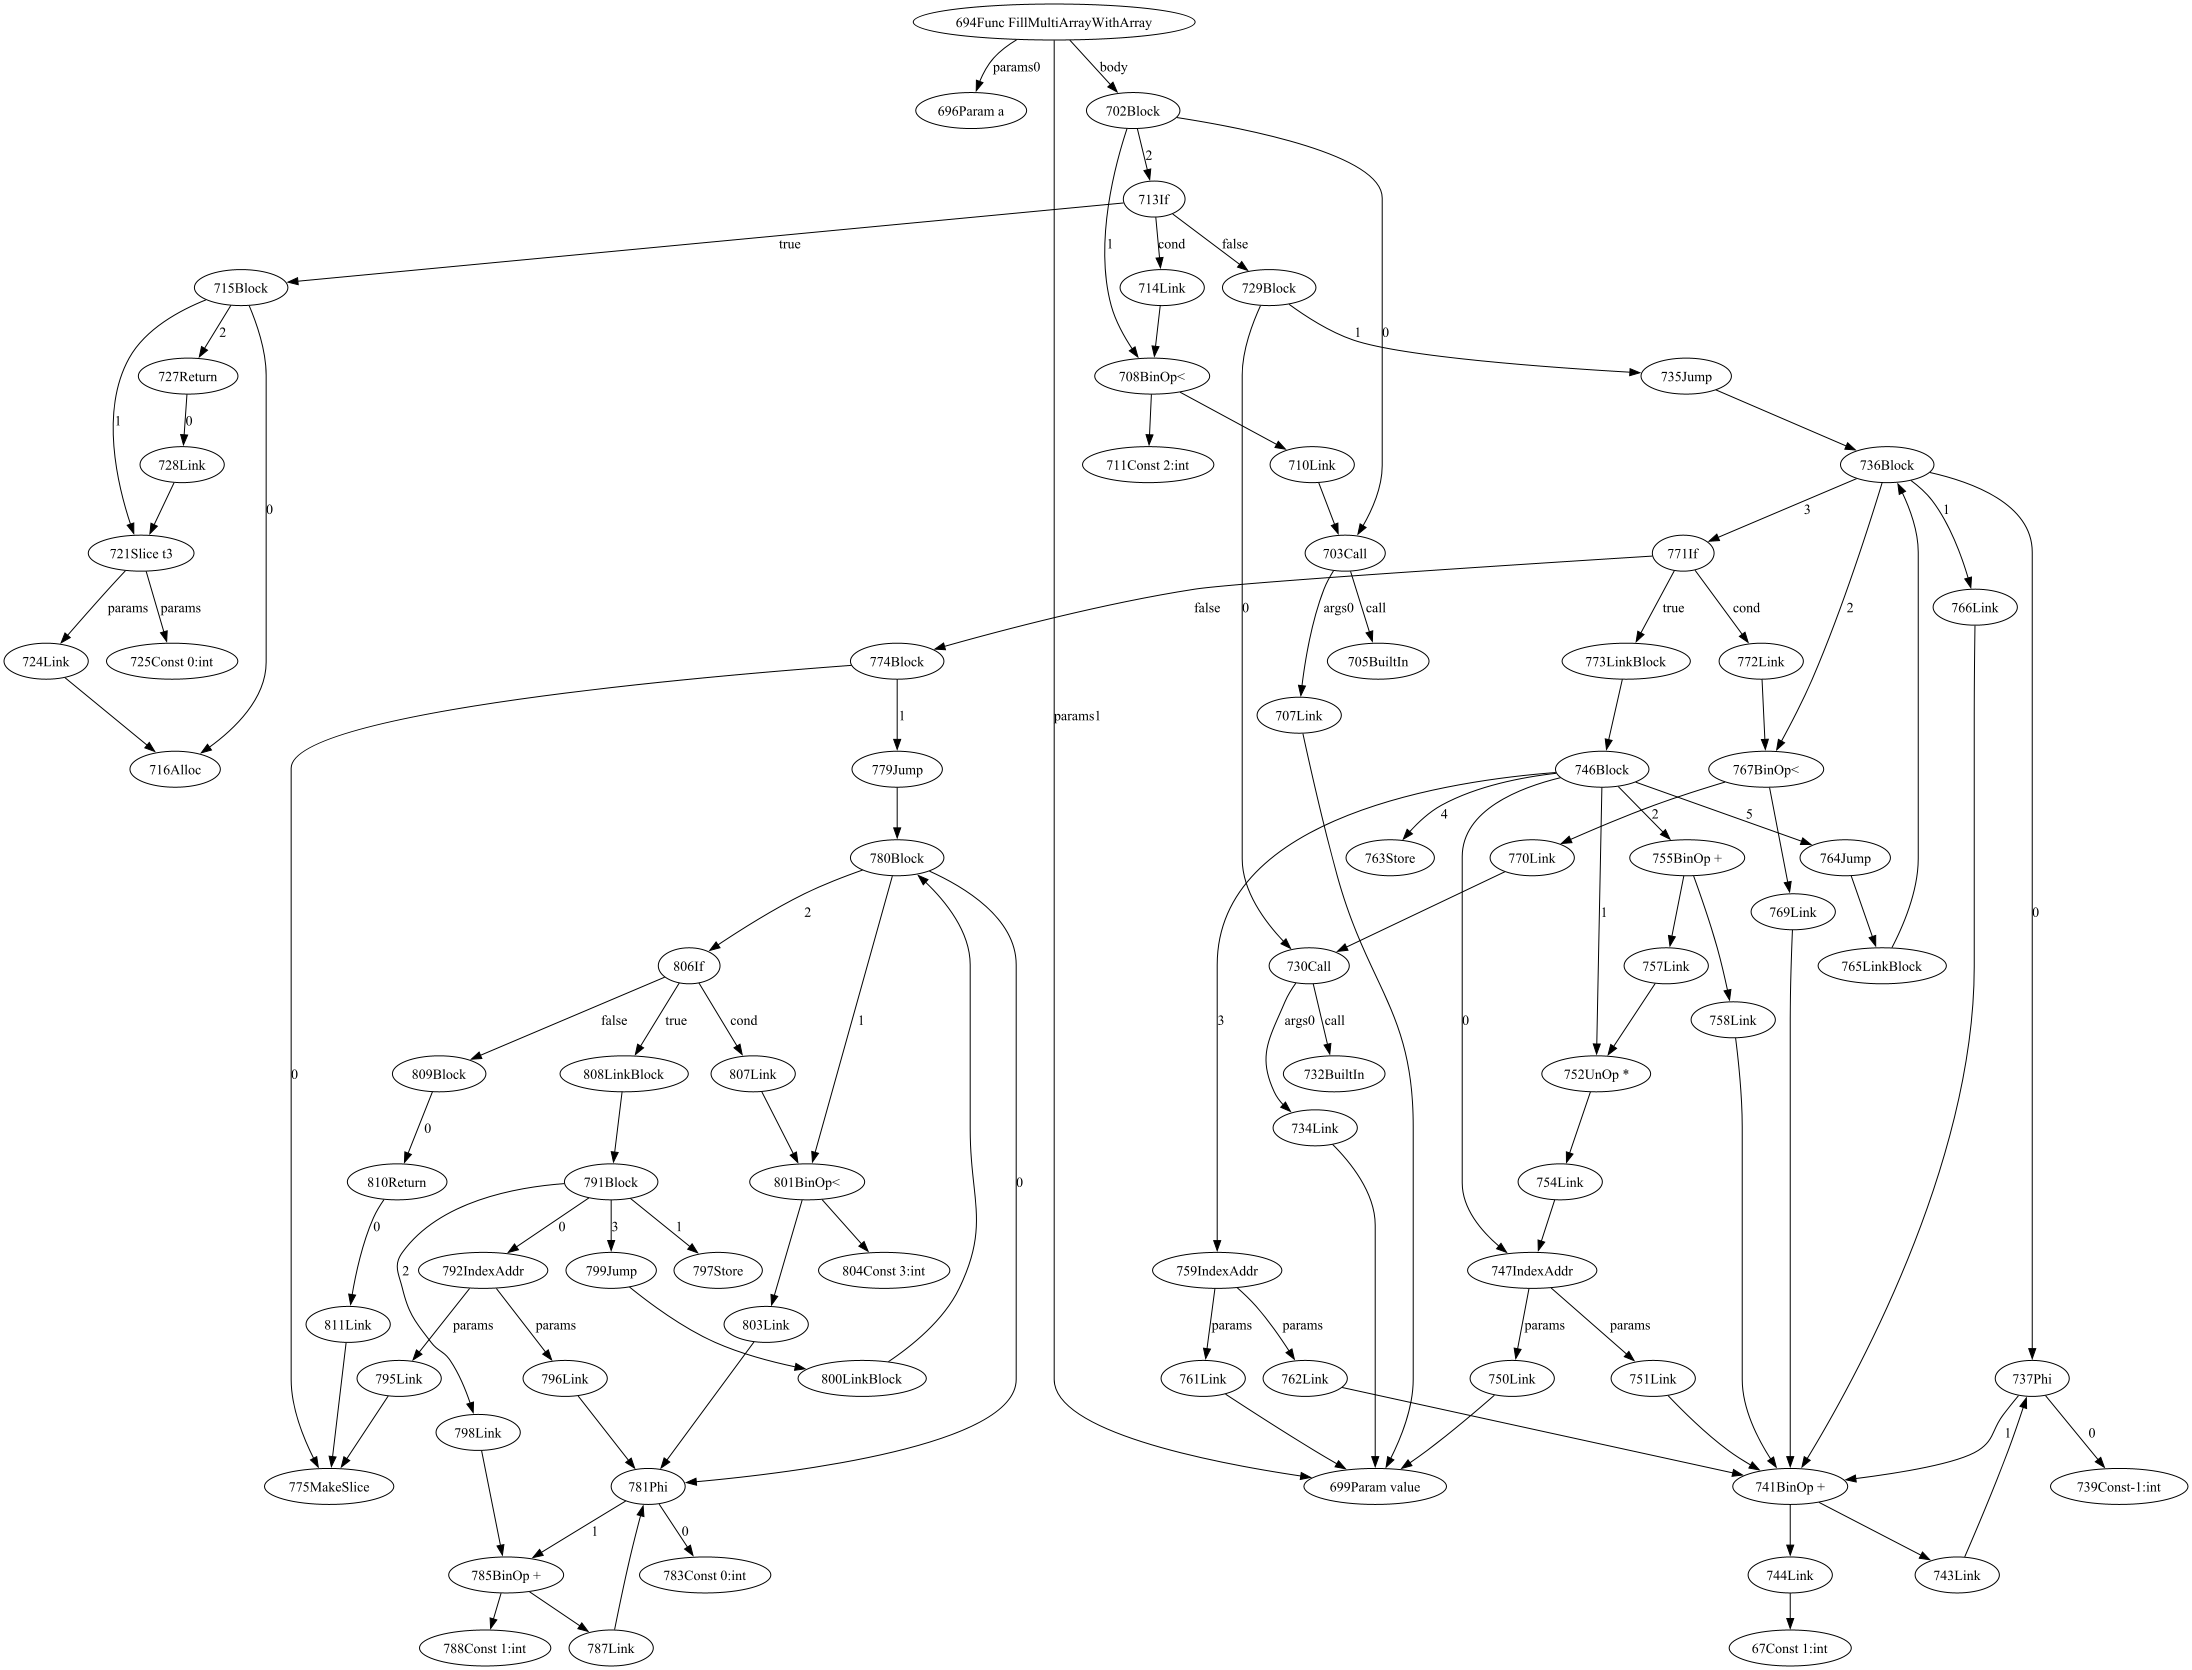 694Func FillMultiArrayWithArray
params0
body
696Param a
702Block
2
713If
true
1
cond
false
0
715Block
714Link
729Block
2
1
727Return
708BinOp<
735Jump
1
0
0
728Link
711Const 2:int
710Link
736Block
3
1
721Slice t3
703Call
771If
params
params
false
0
args0
call
true
cond
2
766Link
724Link
725Const 0:int
774Block
705BuiltIn
773LinkBlock
772Link
1
params1
707Link
716Alloc
779Jump
746Block
767BinOp<
4
2
5
780Block
763Store
770Link
755BinOp +
764Jump
2
1
0
769Link
806If
730Call
757Link
765LinkBlock
false
true
cond
1
3
args0
call
0
758Link
0
809Block
808LinkBlock
807Link
732BuiltIn
752UnOp *
0
734Link
810Return
791Block
801BinOp<
0
754Link
0
0
3
1
2
792IndexAddr
799Jump
797Store
804Const 3:int
759IndexAddr
747IndexAddr
811Link
params
params
803Link
params
params
params
params
795Link
796Link
800LinkBlock
761Link
762Link
750Link
751Link
737Phi
798Link
1
0
775MakeSlice
781Phi
699Param value
741BinOp +
739Const-1:int
1
0
785BinOp +
783Const 0:int
744Link
743Link
788Const 1:int
787Link
67Const 1:int